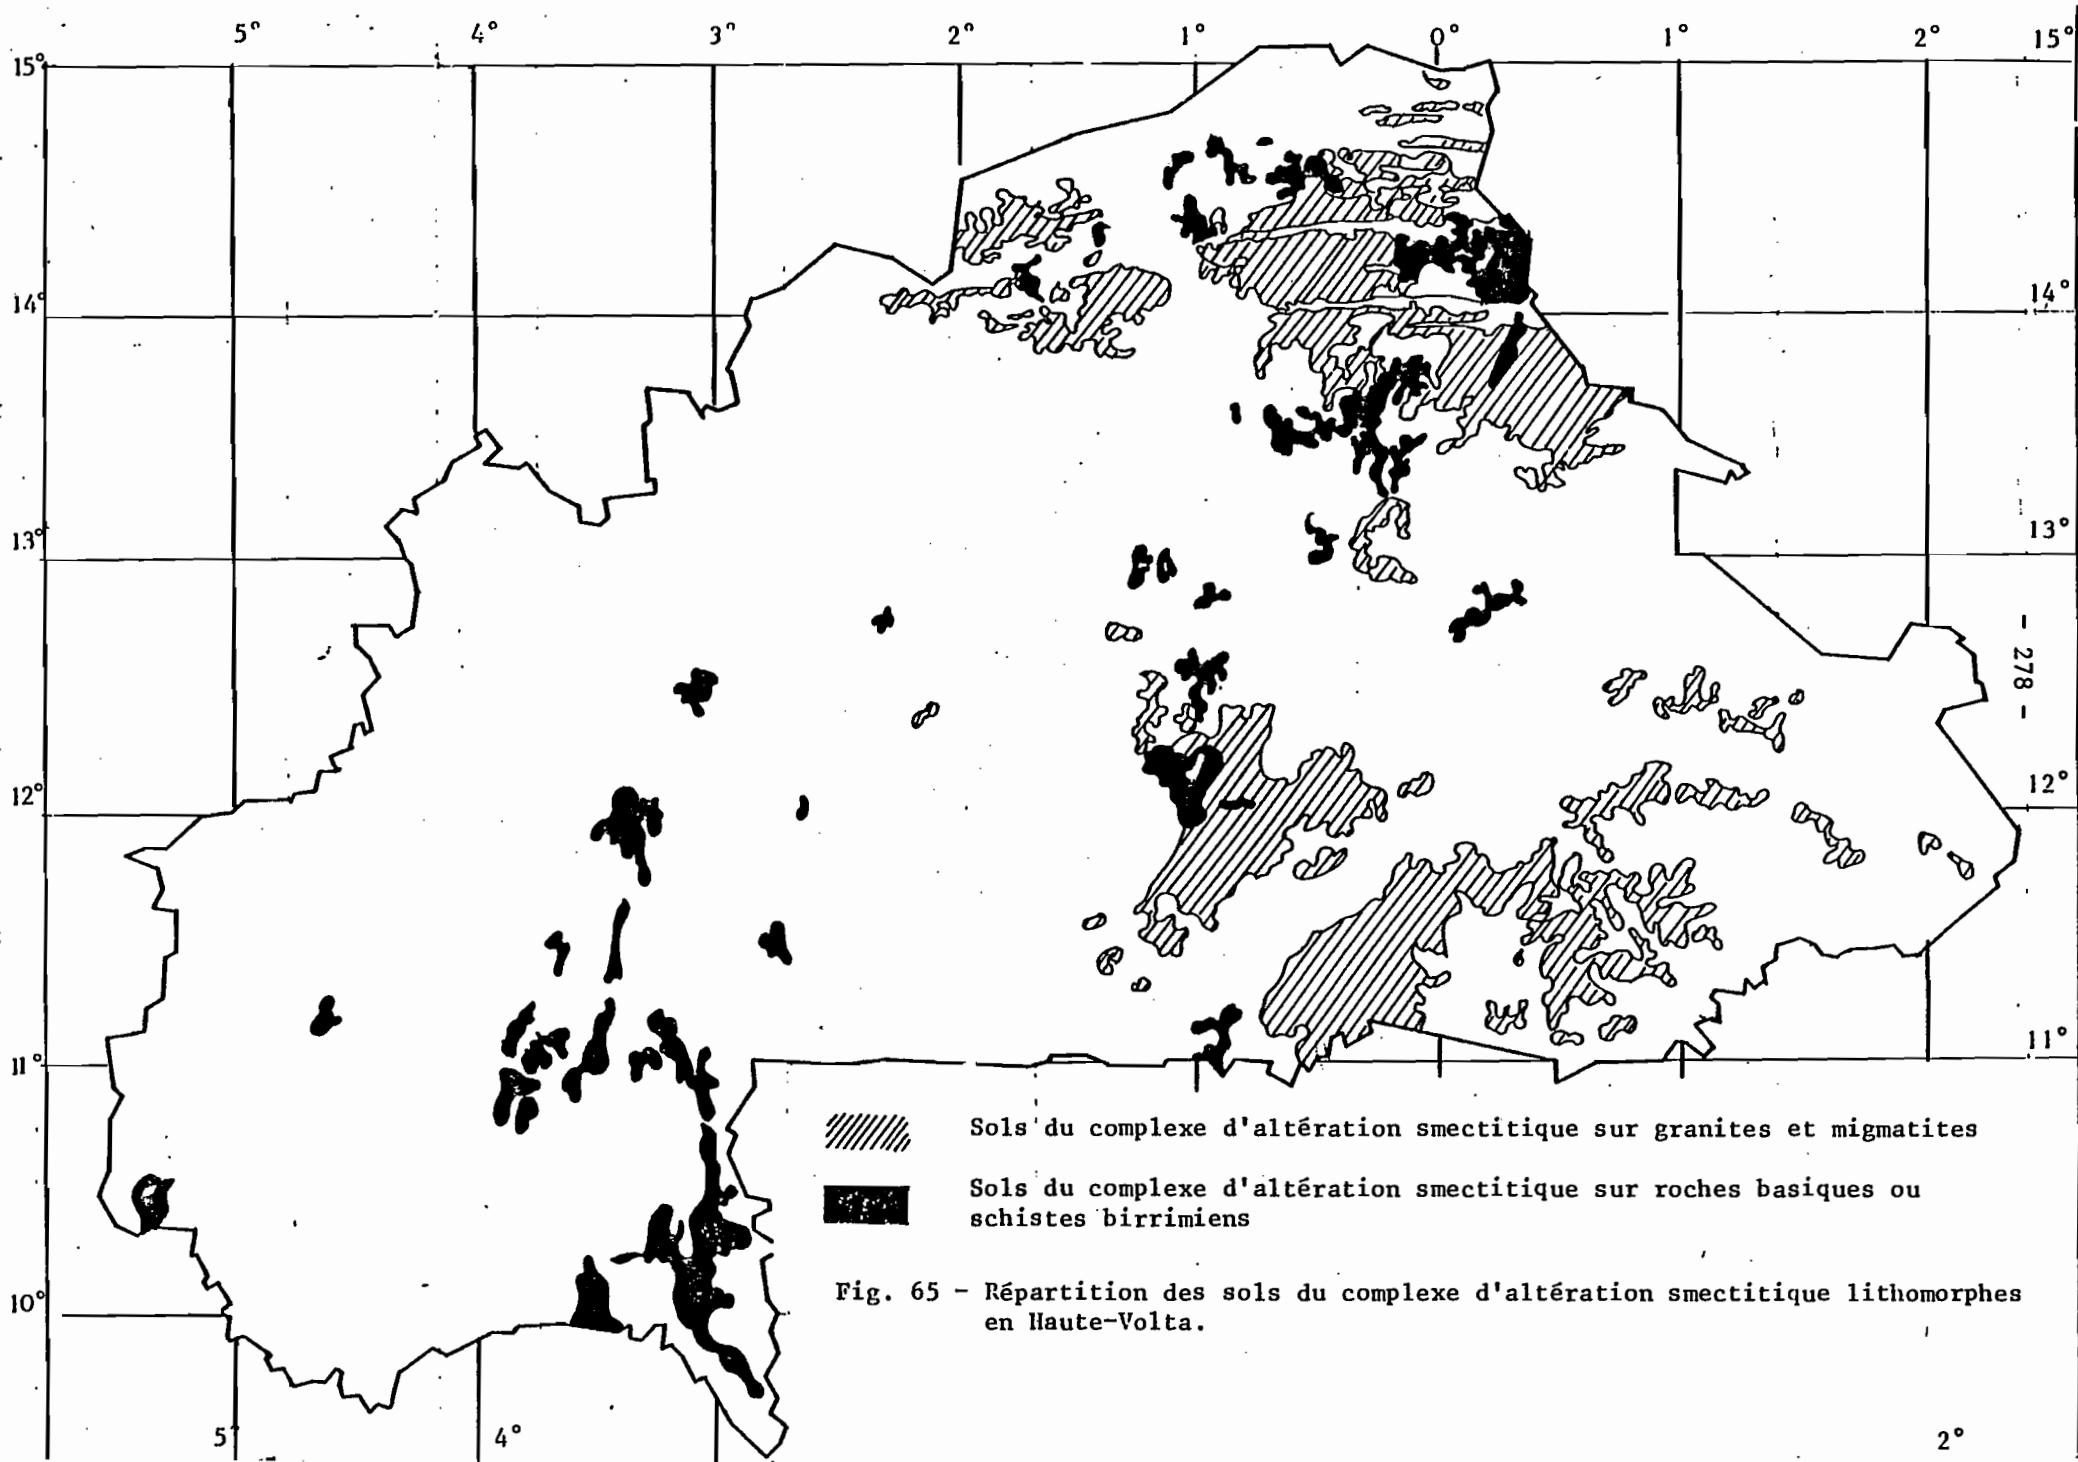 5° 4° 3° 2° 1° 0° 1° 2° 15°
15°
14° 14°
13° 13°
- 278 -
12° 12°
11° 11°
Sols du complexe d'altération smectitique sur granites et migmatites
Sols du complexe d'altération smectitique sur roches basiques ou
schistes birrimiens
10°
Fig. 65 - Répartition des sols du complexe d'altération smectitique lithomorphes
en Haute-Volta.
5° 4° 2°